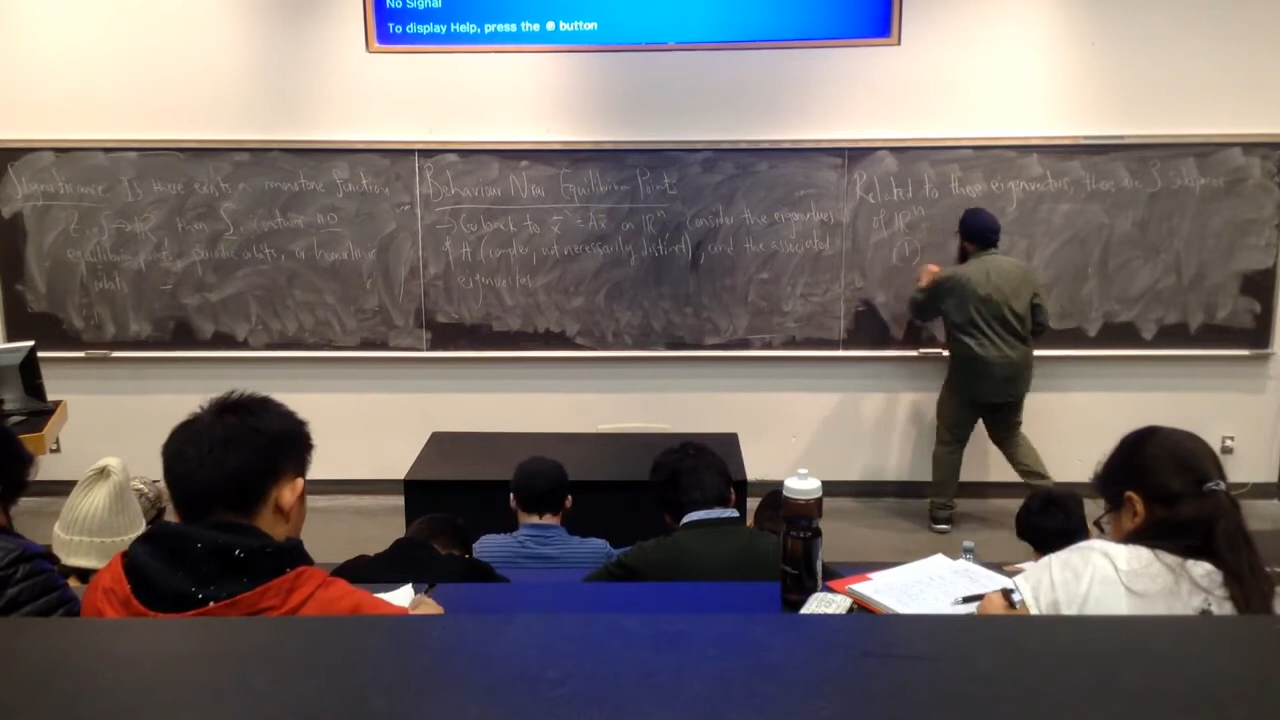 No Signal
To display Help, press the button
Significance If there exists a monotone function
Z: → R then contains no
equilibrium points, periodic orbits, or homoclinic
orbits
Behaviour Near Equilibrium Points
→ Go back to x' = Ax on Rⁿ, consider the eigenvalues
of A (complex, not necessarily distinct), and the associated
eigenvectors
Related to these eigenvectors, there are 3 subspaces
of Rⁿ
(1)